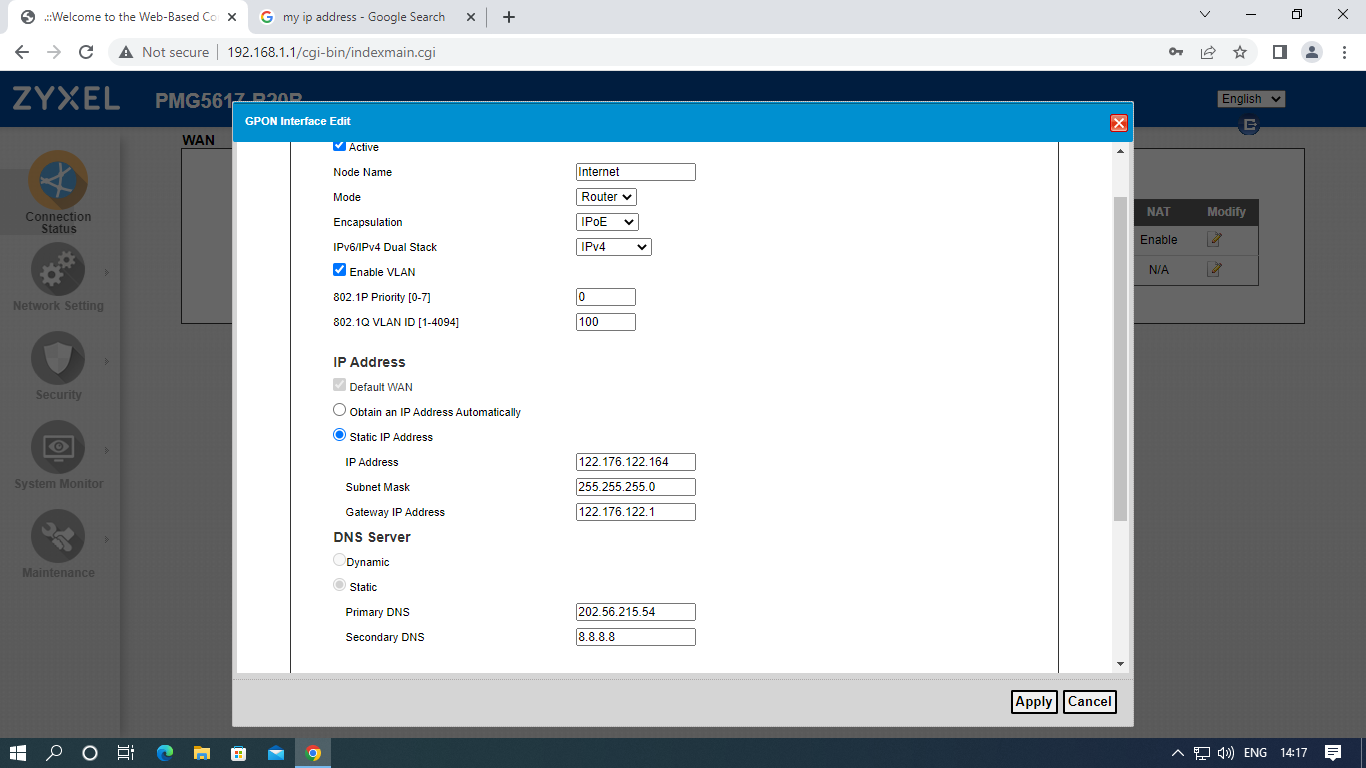 .::Welcome to the Web-Based Co
my ip address - Google Search
Not secure
192.168.1.1/cgi-bin/indexmain.cgi
ZYXEL
PMG5617-R20B
English
WAN
GPON Interface Edit
Active
Node Name
Internet
Mode
Router
Encapsulation
IPoE
IPv6/IPv4 Dual Stack
IPv4
Enable VLAN
802.1P Priority [0-7]
0
802.1Q VLAN ID [1-4094]
100
IP Address
Default WAN
Obtain an IP Address Automatically
Static IP Address
IP Address
122.176.122.164
Subnet Mask
255.255.255.0
Gateway IP Address
122.176.122.1
DNS Server
Dynamic
Static
Primary DNS
202.56.215.54
Secondary DNS
8.8.8.8
Apply
Cancel
Connection
Status
Network Setting
Security
System Monitor
Maintenance
NAT
Modify
Enable
N/A
ENG
14:17